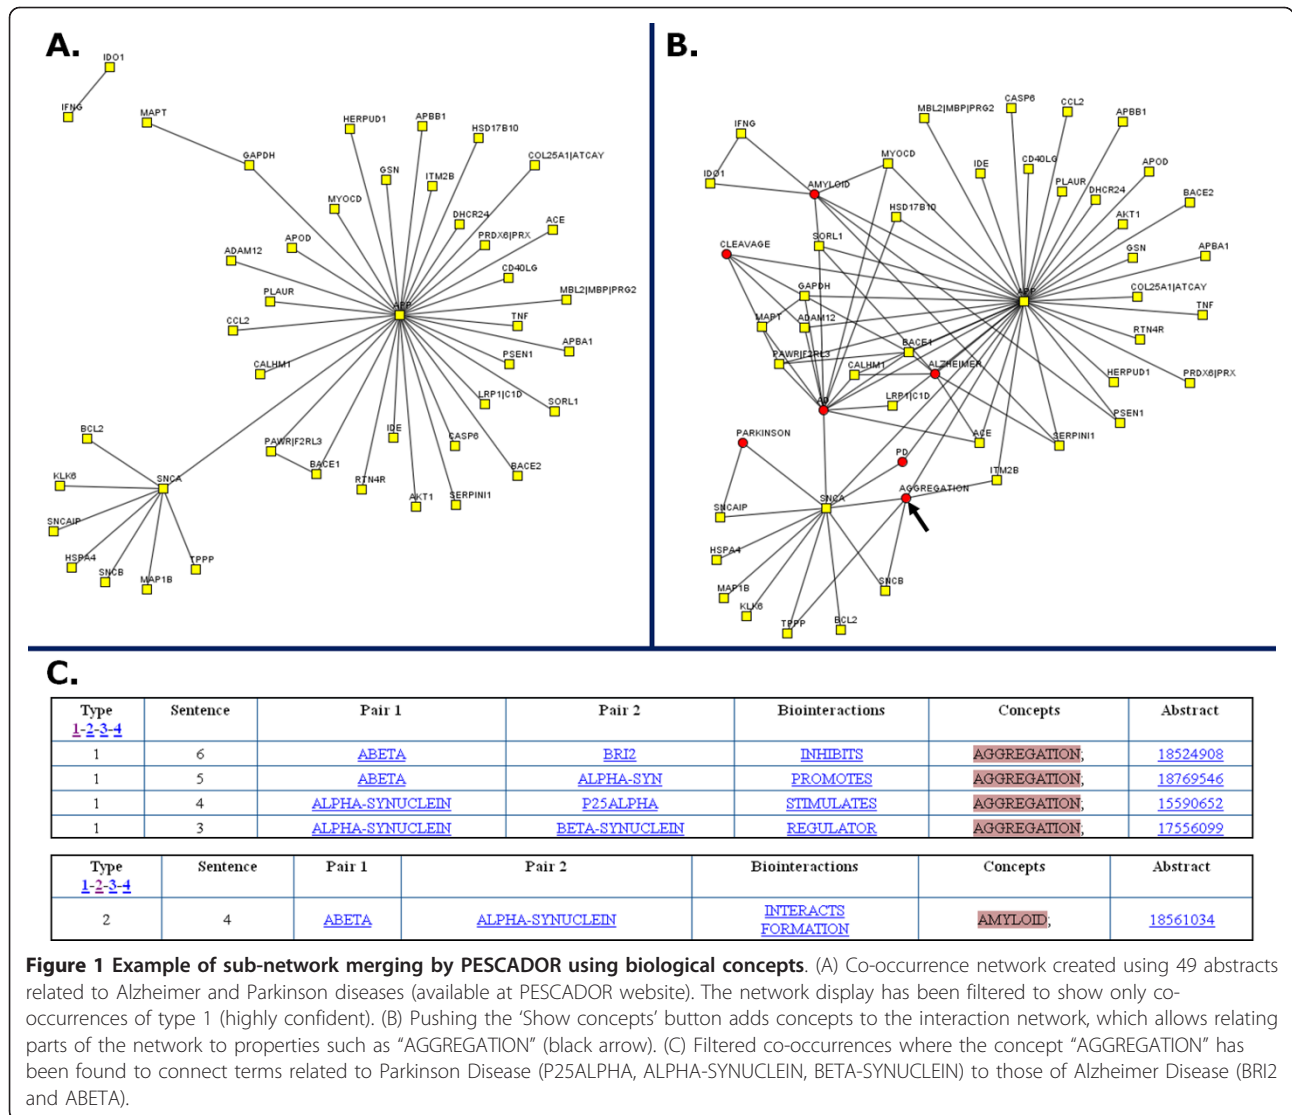 A.
IDO1
IFNG
MAPT
GAPDH
HERPUD1
APBB1
HSD17B10
COL25A1|ATCAY
GSN
ITM2B
MYOCD
DHCR24
ACE
APOD
PRDX6|PRX
ADAM12
CD40LG
PLAUR
MBL2|MBP|PRG2
APP
TNF
CCL2
APBA1
PSEN1
CALHM1
LRP1|C1D
SORL1
BCL2
PAWR|F2RL3
IDE
CASP6
KLK6
SNCA
BACE1
BACE2
RTN4R
AKT1
SERPINI1
SNCAIP
HSPA4
SNCB
MAP1B
TPPP
B.
MBL2|MBP|PRG2
CASP6
CCL2
APBB1
IFNG
MYOCD
IDE
CD40LG
APOD
IDO1
AMYLOID
PLAUR
DHCR24
BACE2
HSD17B10
AKT1
CLEAVAGE
SORL1
GSN
APBA1
GAPDH
APP
COL25A1|ATCAY
MAPT
ADAM12
TNF
RTN4R
PAWR|F2RL3
BACE1
CALHM1
ALZHEIMER
HERPUD1
PRDX6|PRX
AD
LRP1|C1D
PSEN1
PARKINSON
ACE
SERPINI1
PD
ITM2B
AGGREGATION
SNCA
SNCAIP
HSPA4
MAP1B
SNCB
KLK6
TPPP
BCL2
C.
Type Sentence Pair 1 Pair 2 Biointeractions Concepts Abstract
1-2-3-4
1 6 ABETA BRI2 INHIBITS AGGREGATION; 18524908
1 5 ABETA ALPHA-SYN PROMOTES AGGREGATION; 18769546
1 4 ALPHA-SYNUCLEIN P25ALPHA STIMULATES AGGREGATION; 15590652
1 3 ALPHA-SYNUCLEIN BETA-SYNUCLEIN REGULATOR AGGREGATION; 17556099
Type Sentence Pair 1 Pair 2 Biointeractions Concepts Abstract
1-2-3-4
2 4 ABETA ALPHA-SYNUCLEIN INTERACTS FORMATION AMYLOID; 18561034
Figure 1 Example of sub-network merging by PESCADOR using biological concepts. (A) Co-occurrence network created using 49 abstracts
related to Alzheimer and Parkinson diseases (available at PESCADOR website). The network display has been filtered to show only co-
occurrences of type 1 (highly confident). (B) Pushing the ‘Show concepts’ button adds concepts to the interaction network, which allows relating
parts of the network to properties such as “AGGREGATION” (black arrow). (C) Filtered co-occurrences where the concept “AGGREGATION” has
been found to connect terms related to Parkinson Disease (P25ALPHA, ALPHA-SYNUCLEIN, BETA-SYNUCLEIN) to those of Alzheimer Disease (BRI2
and ABETA).